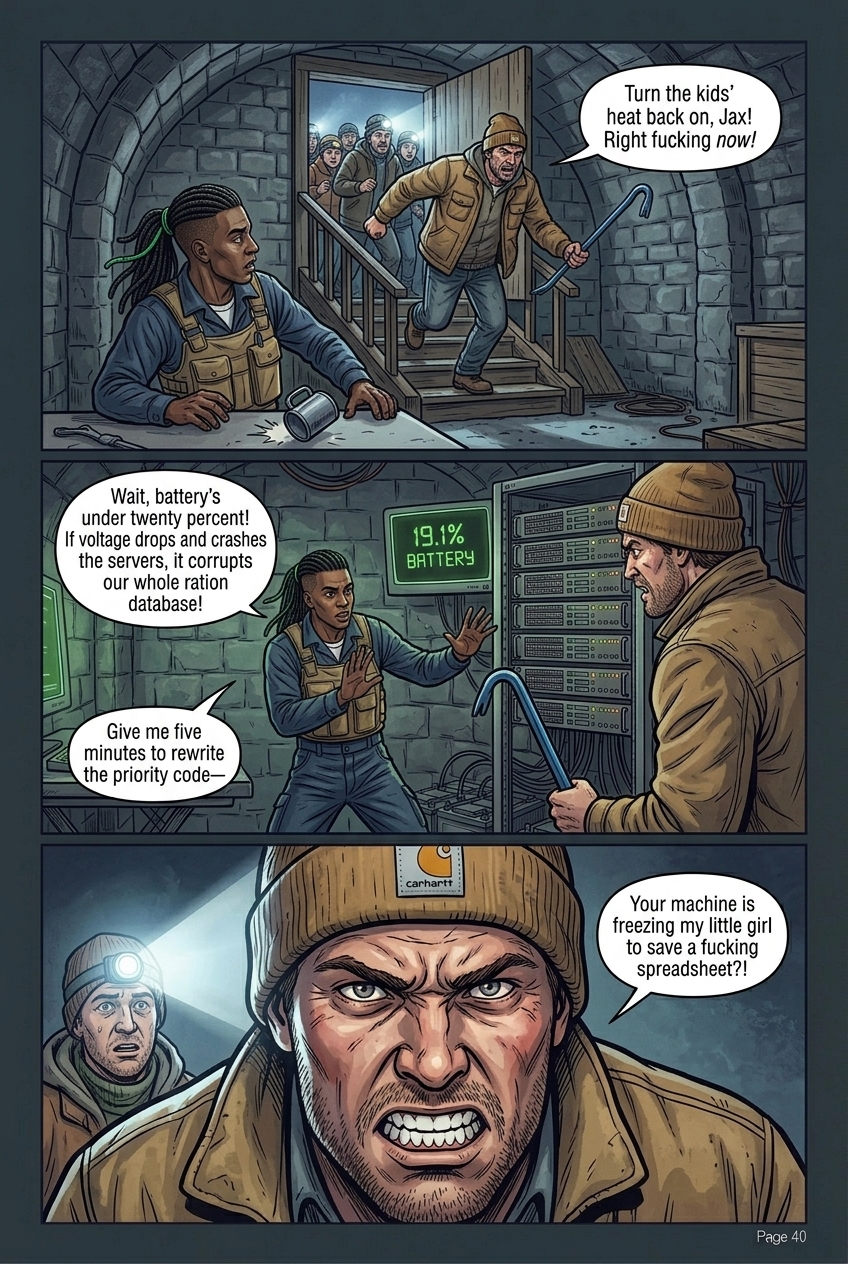 Turn the kids'
heat back on, Jax!
Right fucking now!
Wait, battery's
under twenty percent!
If voltage drops and crashes
the servers, it corrupts
our whole ration
database!
19.1%
BATTERY
Give me five
minutes to rewrite
the priority code—
carhartt
Your machine is
freezing my little girl
to save a fucking
spreadsheet?!
Page 40